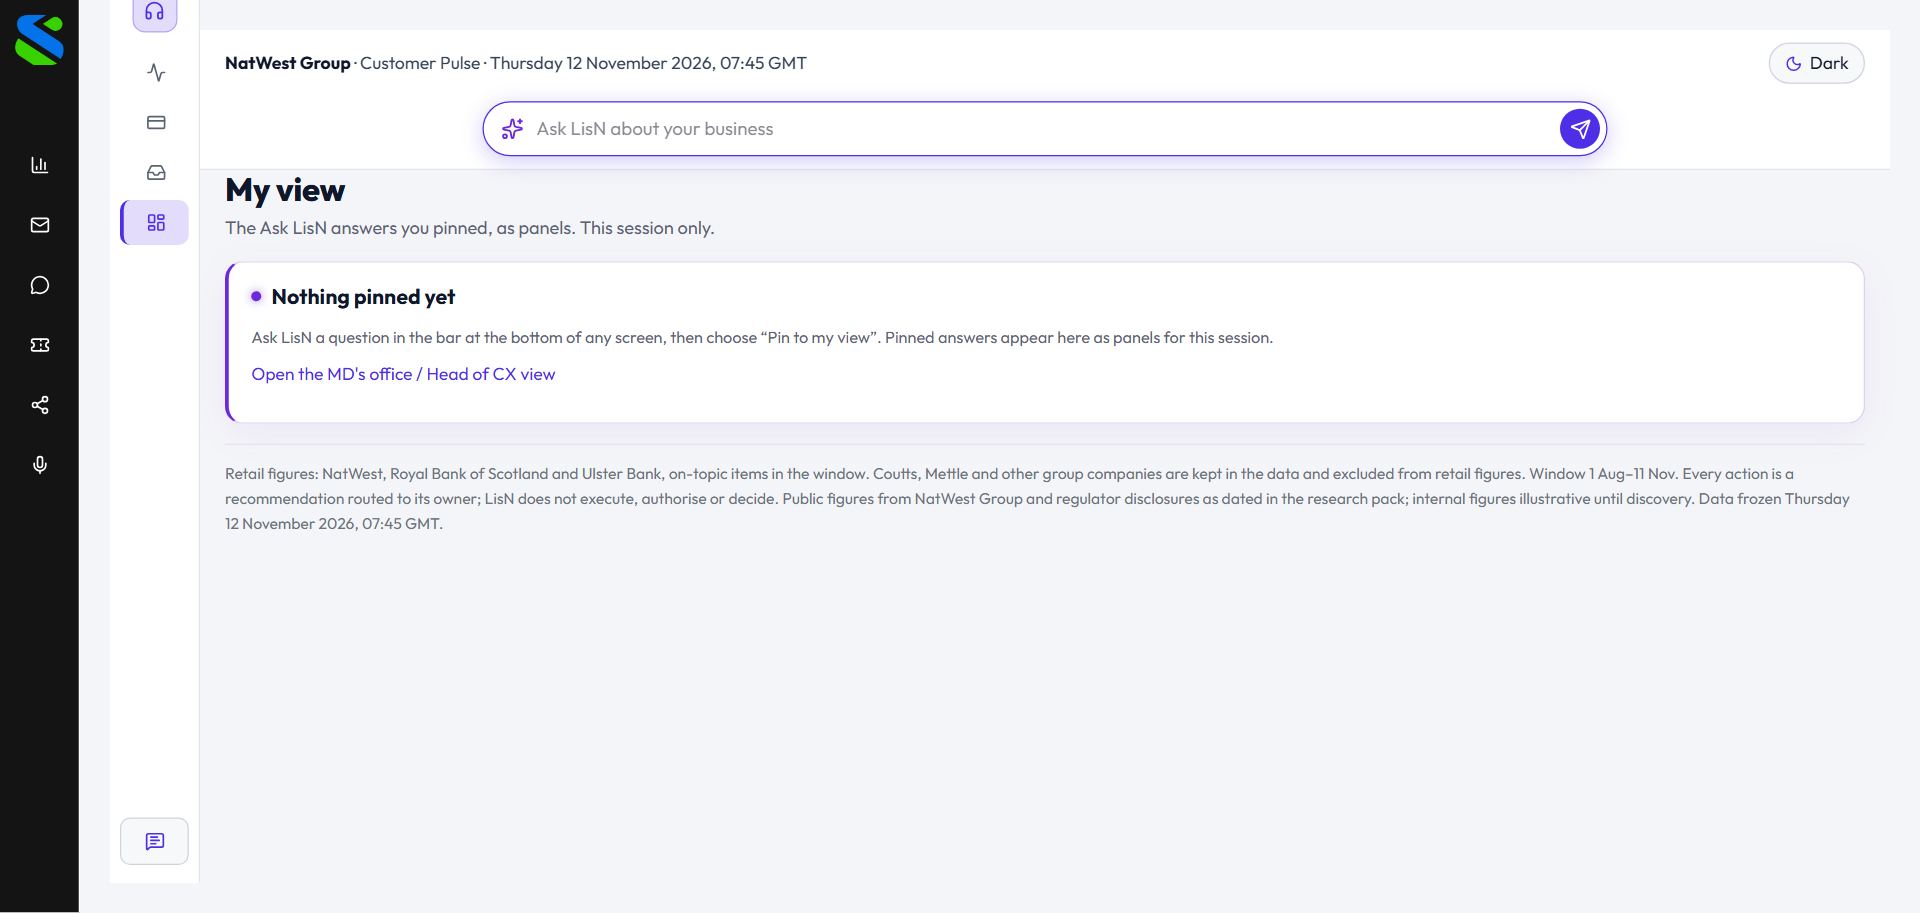 NatWest Group · Customer Pulse · Thursday 12 November 2026, 07:45 GMT
Dark
Ask LisN about your business
My view
The Ask LisN answers you pinned, as panels. This session only.
Nothing pinned yet
Ask LisN a question in the bar at the bottom of any screen, then choose “Pin to my view”. Pinned answers appear here as panels for this session.
Open the MD's office / Head of CX view
Retail figures: NatWest, Royal Bank of Scotland and Ulster Bank, on-topic items in the window. Coutts, Mettle and other group companies are kept in the data and excluded from retail figures. Window 1 Aug–11 Nov. Every action is a
recommendation routed to its owner; LisN does not execute, authorise or decide. Public figures from NatWest Group and regulator disclosures as dated in the research pack; internal figures illustrative until discovery. Data frozen Thursday
12 November 2026, 07:45 GMT.